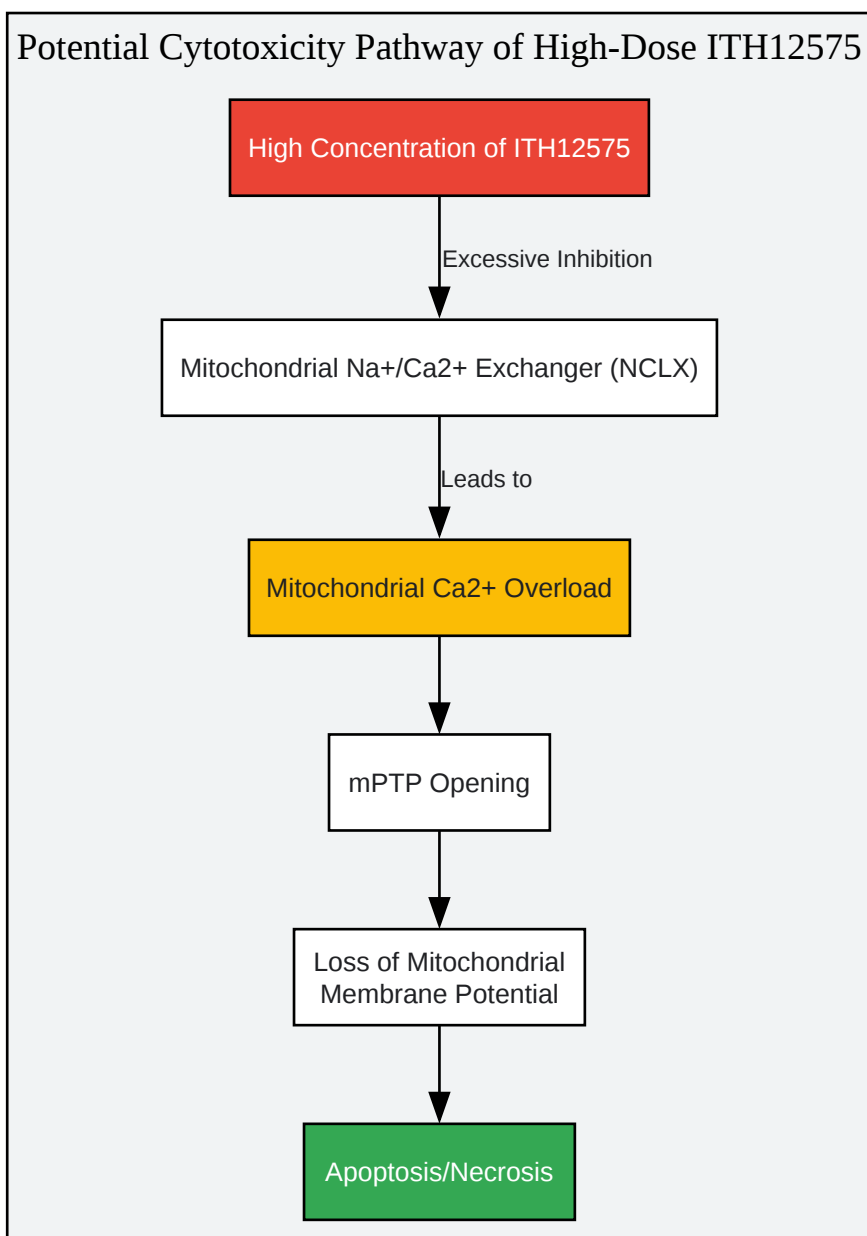 Potential Cytotoxicity Pathway of High-Dose ITH12575
High Concentration of ITH12575
Excessive Inhibition
Mitochondrial Na+/Ca2+ Exchanger (NCLX)
Leads to
Mitochondrial Ca2+ Overload
mPTP Opening
Loss of Mitochondrial
Membrane Potential
Apoptosis/Necrosis